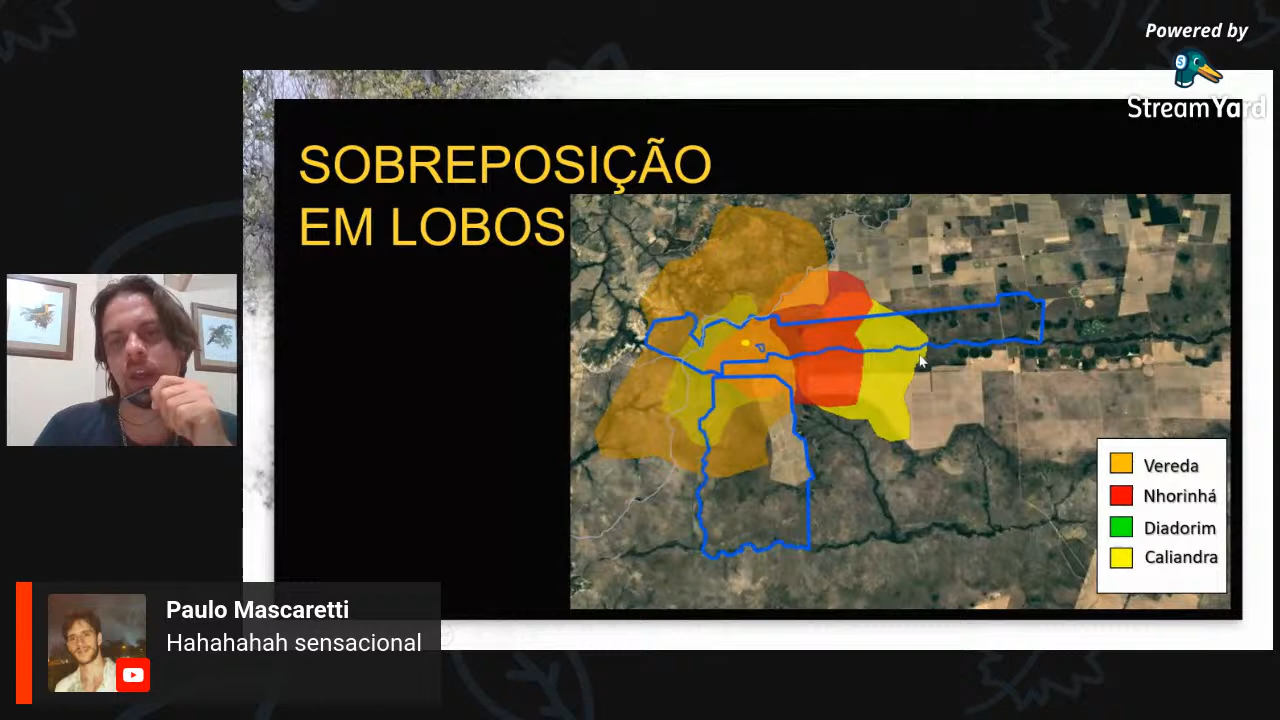 Powered by
StreamYard
SOBREPOSIÇÃO
EM LOBOS
Vereda
Nhorinhá
Diadorim
Caliandra
Paulo Mascaretti
Hahahahah sensacional